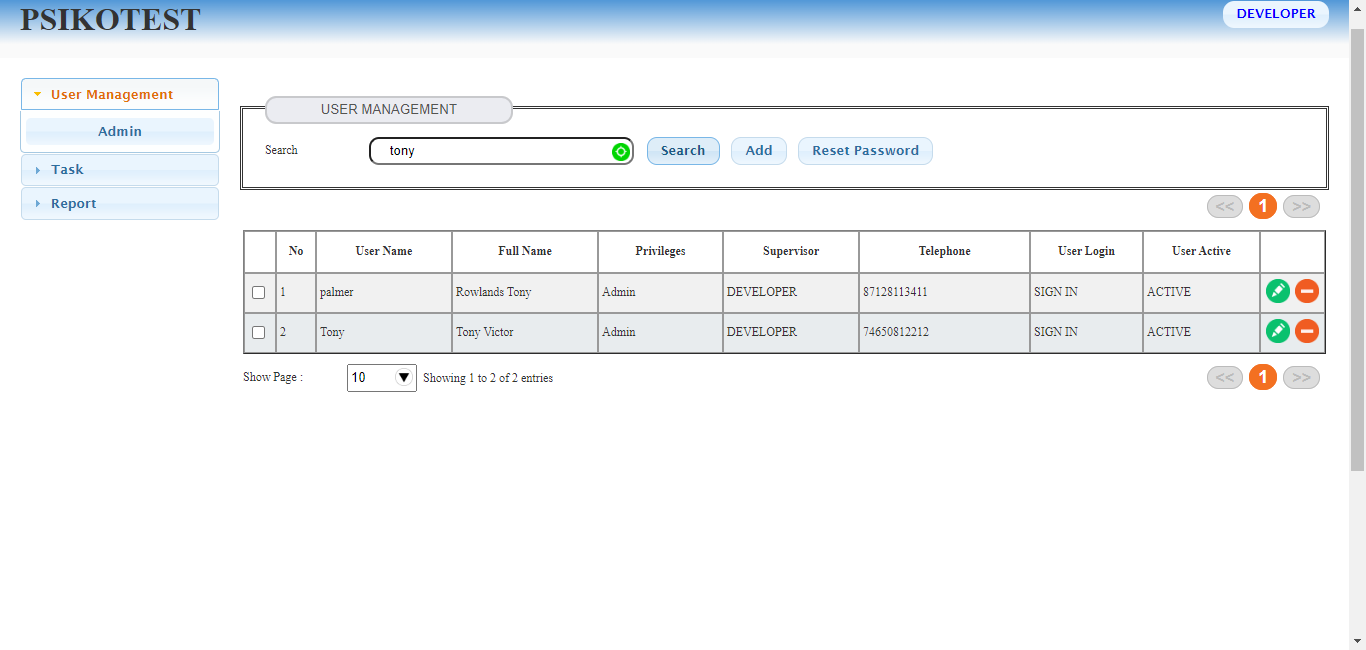 PSIKOTEST
DEVELOPER
User Management
Admin
Task
Report
USER MANAGEMENT
Search tony Search Add Reset Password
<< 1 >>
No User Name Full Name Privileges Supervisor Telephone User Login User Active
1 palmer Rowlands Tony Admin DEVELOPER 87128113411 SIGN IN ACTIVE
2 Tony Tony Victor Admin DEVELOPER 74650812212 SIGN IN ACTIVE
Show Page : 10 Showing 1 to 2 of 2 entries << 1 >>